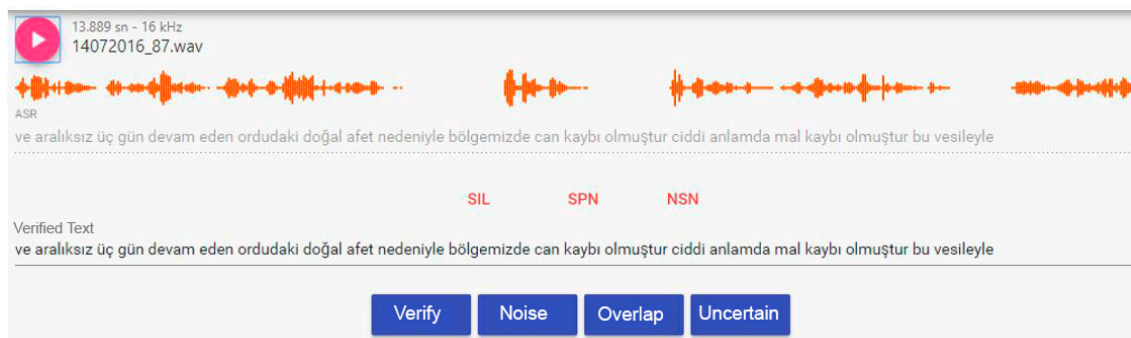 13.889 sn - 16 kHz
14072016_87.wav
ASR
ve aralıksız üç gün devam eden ordudaki doğal afet nedeniyle bölgemizde can kaybı olmuştur ciddi anlamda mal kaybı olmuştur bu vesileyle
SIL SPN NSN
Verified Text
ve aralıksız üç gün devam eden ordudaki doğal afet nedeniyle bölgemizde can kaybı olmuştur ciddi anlamda mal kaybı olmuştur bu vesileyle
Verify Noise Overlap Uncertain